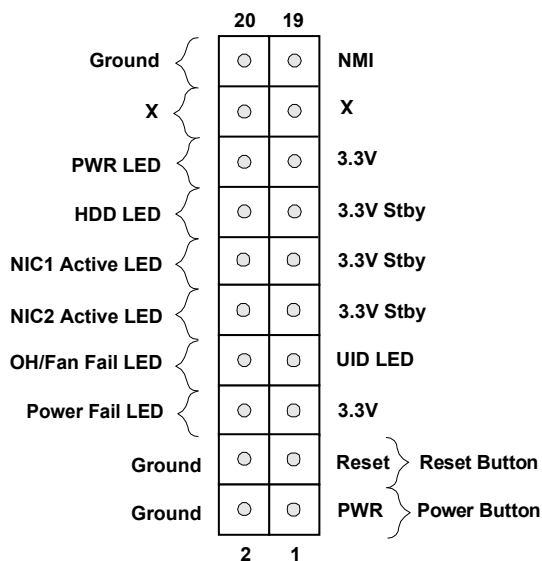 20 19
Ground NMI
X X
PWR LED 3.3V
HDD LED 3.3V Stby
NIC1 Active LED 3.3V Stby
NIC2 Active LED 3.3V Stby
OH/Fan Fail LED UID LED
Power Fail LED 3.3V
Ground Reset Reset Button
Ground PWR Power Button
2 1